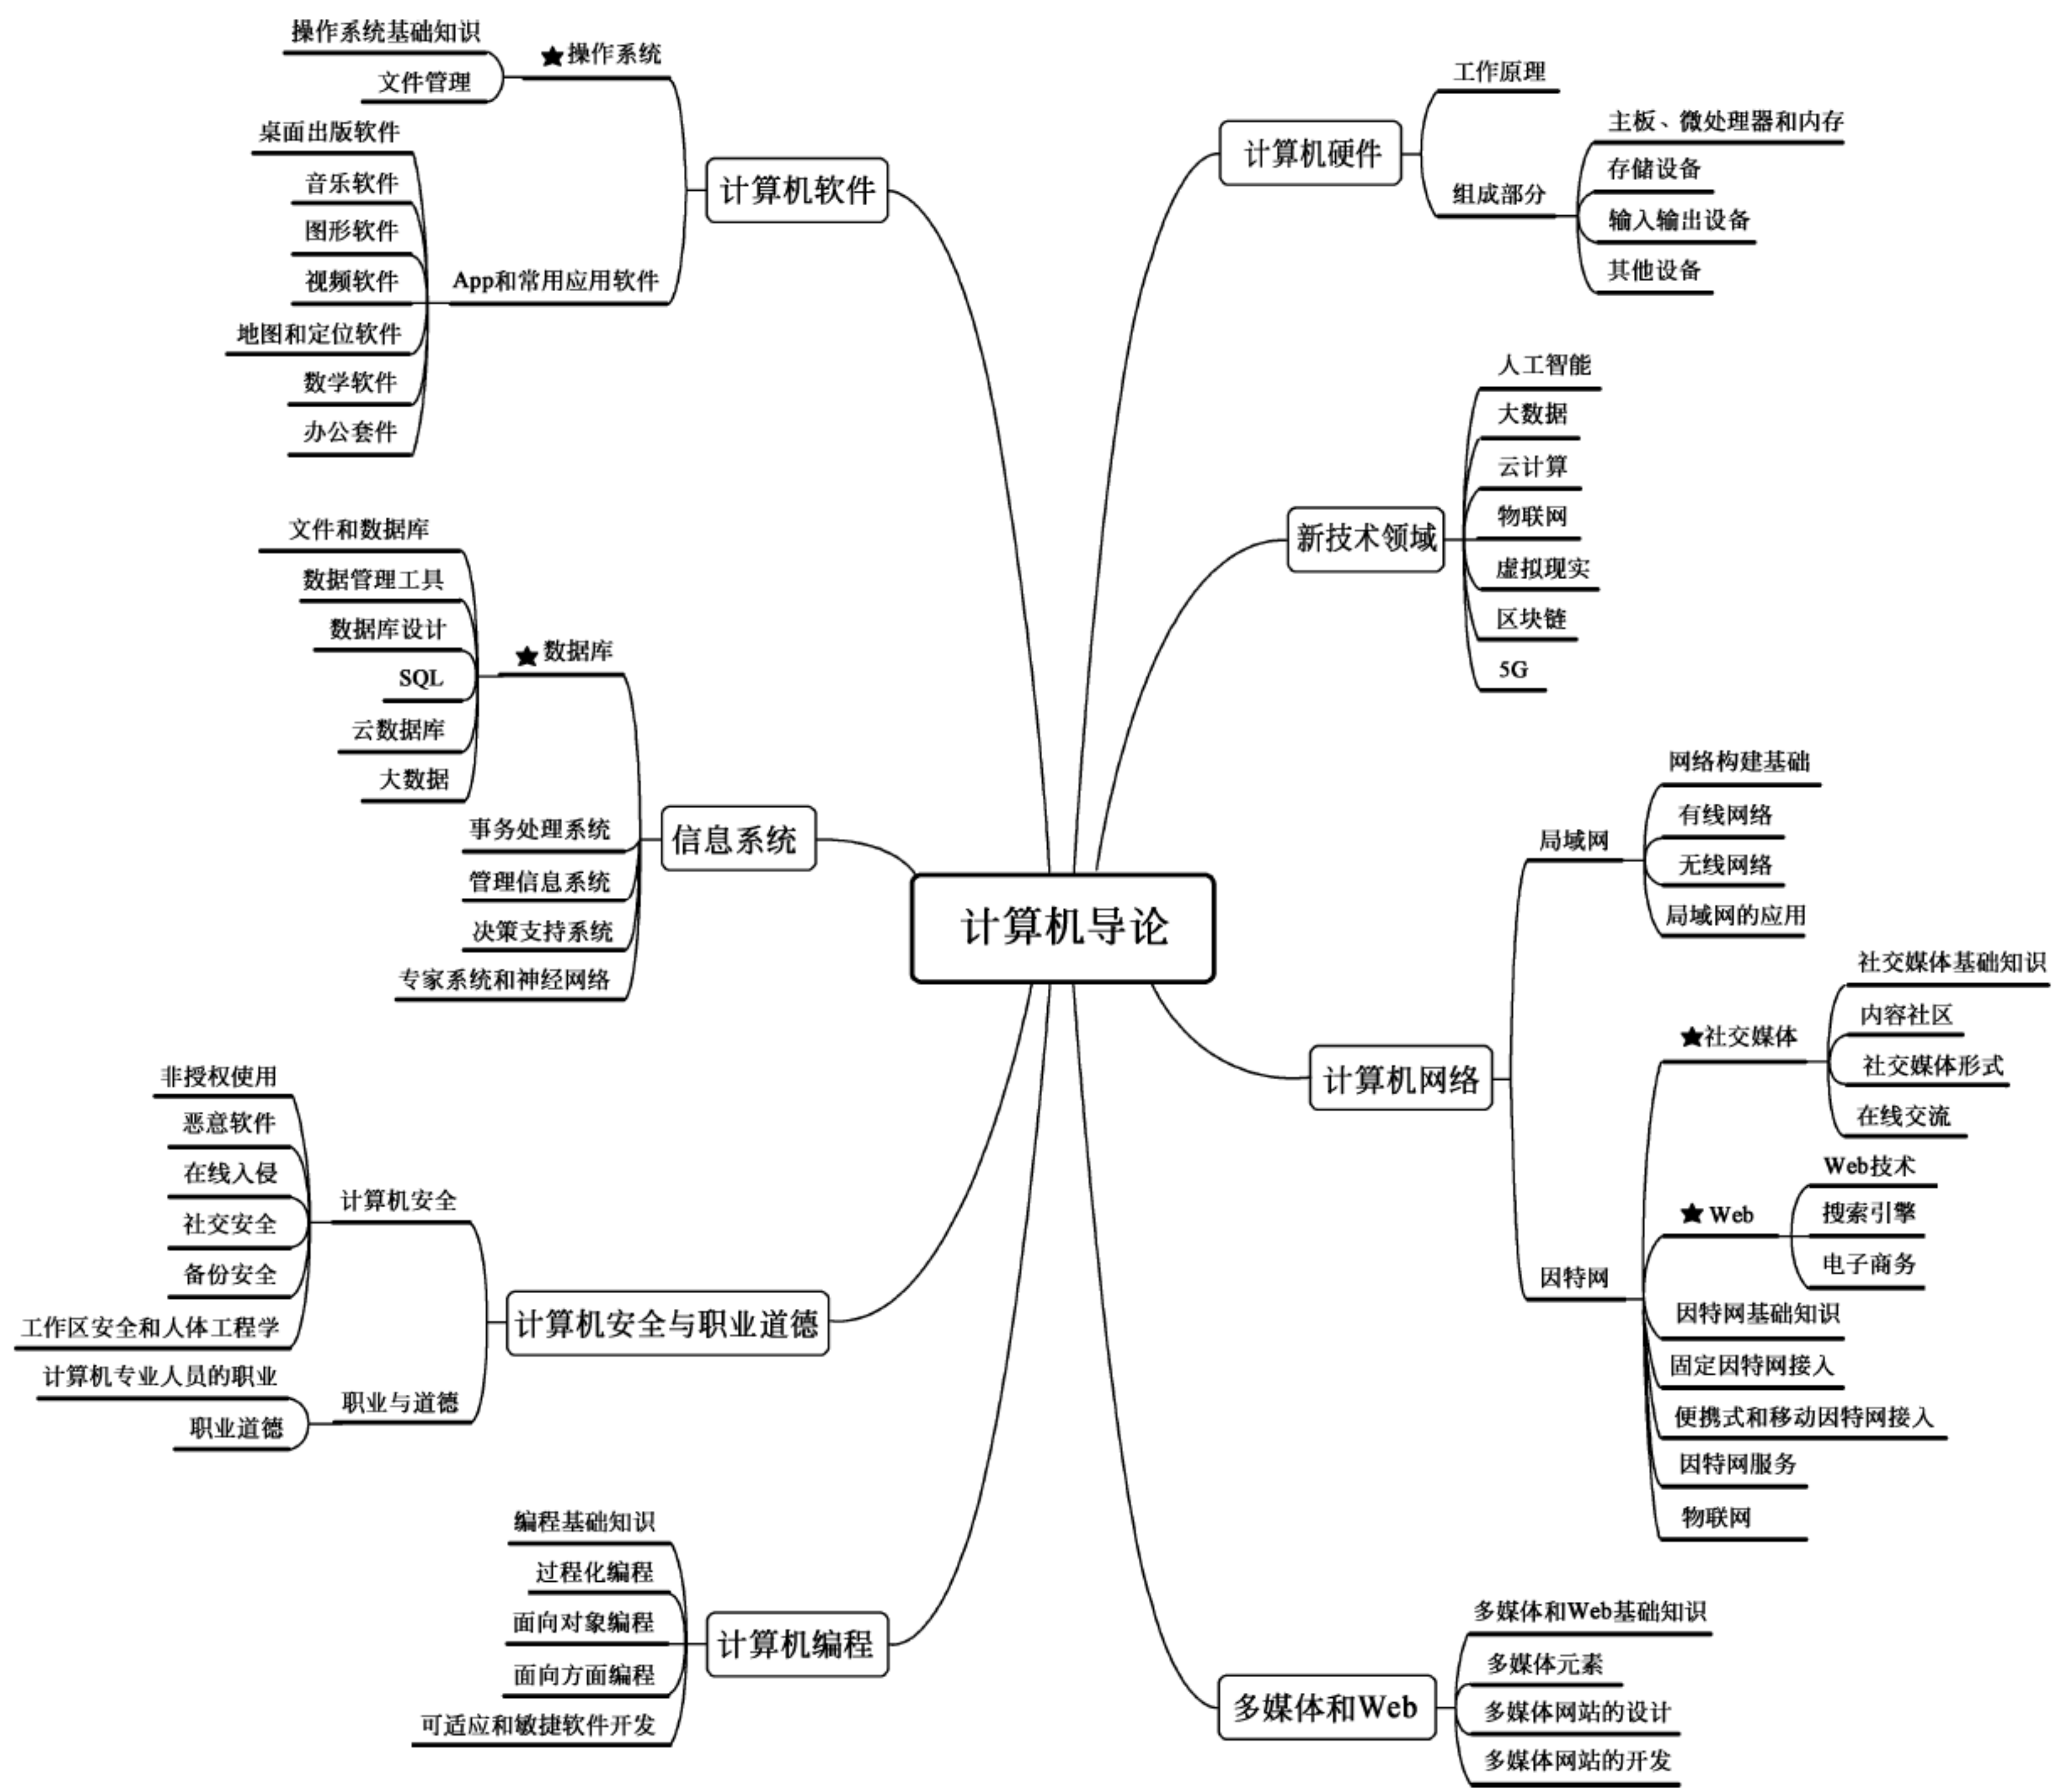 计算机导论
计算机软件
★操作系统
操作系统基础知识
文件管理
App和常用应用软件
桌面出版软件
音乐软件
图形软件
视频软件
地图和定位软件
数学软件
办公套件
信息系统
★数据库
文件和数据库
数据管理工具
数据库设计
SQL
云数据库
大数据
事务处理系统
管理信息系统
决策支持系统
专家系统和神经网络
计算机安全与职业道德
计算机安全
非授权使用
恶意软件
在线入侵
社交安全
备份安全
工作区安全和人体工程学
职业与道德
计算机专业人员的职业
职业道德
计算机编程
编程基础知识
过程化编程
面向对象编程
面向方面编程
可适应和敏捷软件开发
计算机硬件
工作原理
组成部分
主板、微处理器和内存
存储设备
输入输出设备
其他设备
新技术领域
人工智能
大数据
云计算
物联网
虚拟现实
区块链
5G
计算机网络
局域网
网络构建基础
有线网络
无线网络
局域网的应用
因特网
★社交媒体
社交媒体基础知识
内容社区
社交媒体形式
在线交流
★ Web
Web技术
搜索引擎
电子商务
因特网基础知识
固定因特网接入
便携式和移动因特网接入
因特网服务
物联网
多媒体和Web
多媒体和Web基础知识
多媒体元素
多媒体网站的设计
多媒体网站的开发